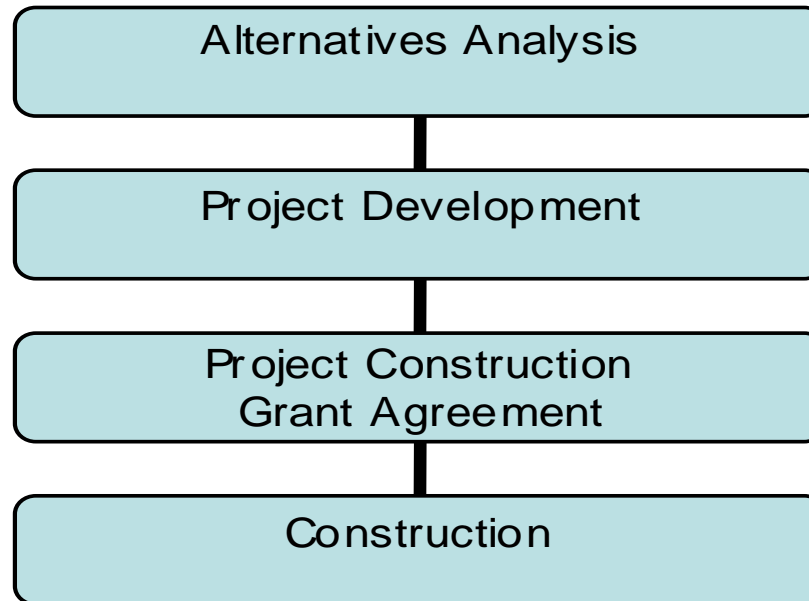 Alternatives Analysis
Project Development
Project Construction
Grant Agreement
Construction